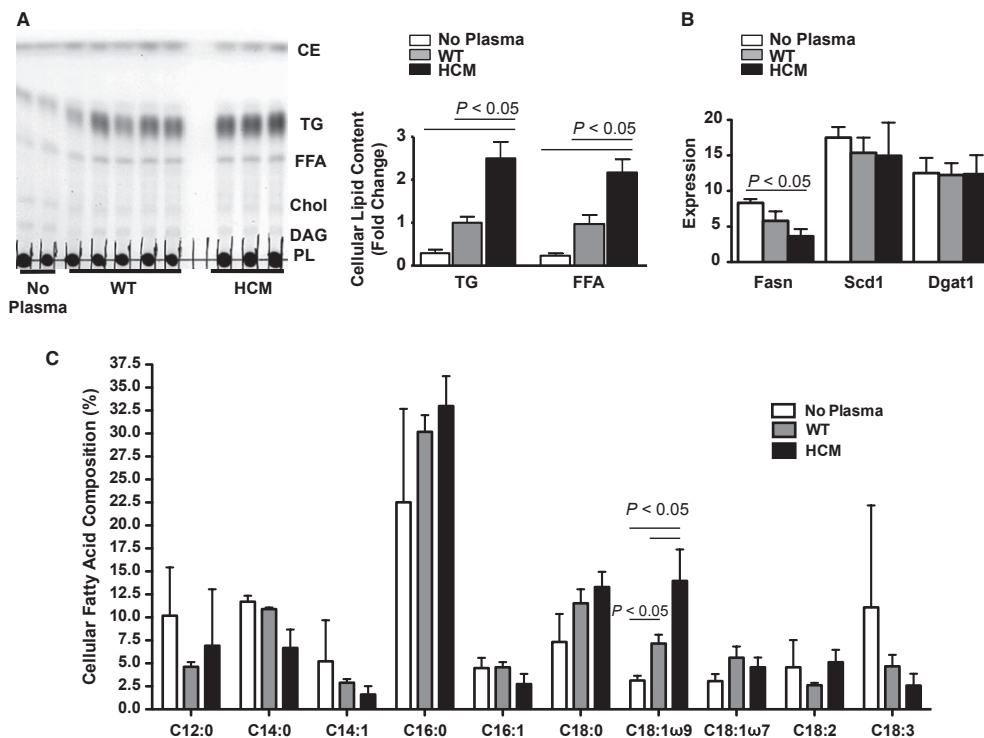 A
CE
TG
FFA
Chol
DAG
PL
No
Plasma
WT
HCM
No Plasma
WT
HCM
P < 0.05
P < 0.05
3
2
1
0
Cellular Lipid Content
(Fold Change)
TG
FFA
B
No Plasma
WT
HCM
20
15
10
5
0
Expression
P < 0.05
Fasn
Scd1
Dgat1
C
37.5
35.0
32.5
30.0
27.5
25.0
22.5
20.0
17.5
15.0
12.5
10.0
7.5
5.0
2.5
0.0
Cellular Fatty Acid Composition (%)
No Plasma
WT
HCM
P < 0.05
P < 0.05
C12:0
C14:0
C14:1
C16:0
C16:1
C18:0
C18:1ω9
C18:1ω7
C18:2
C18:3